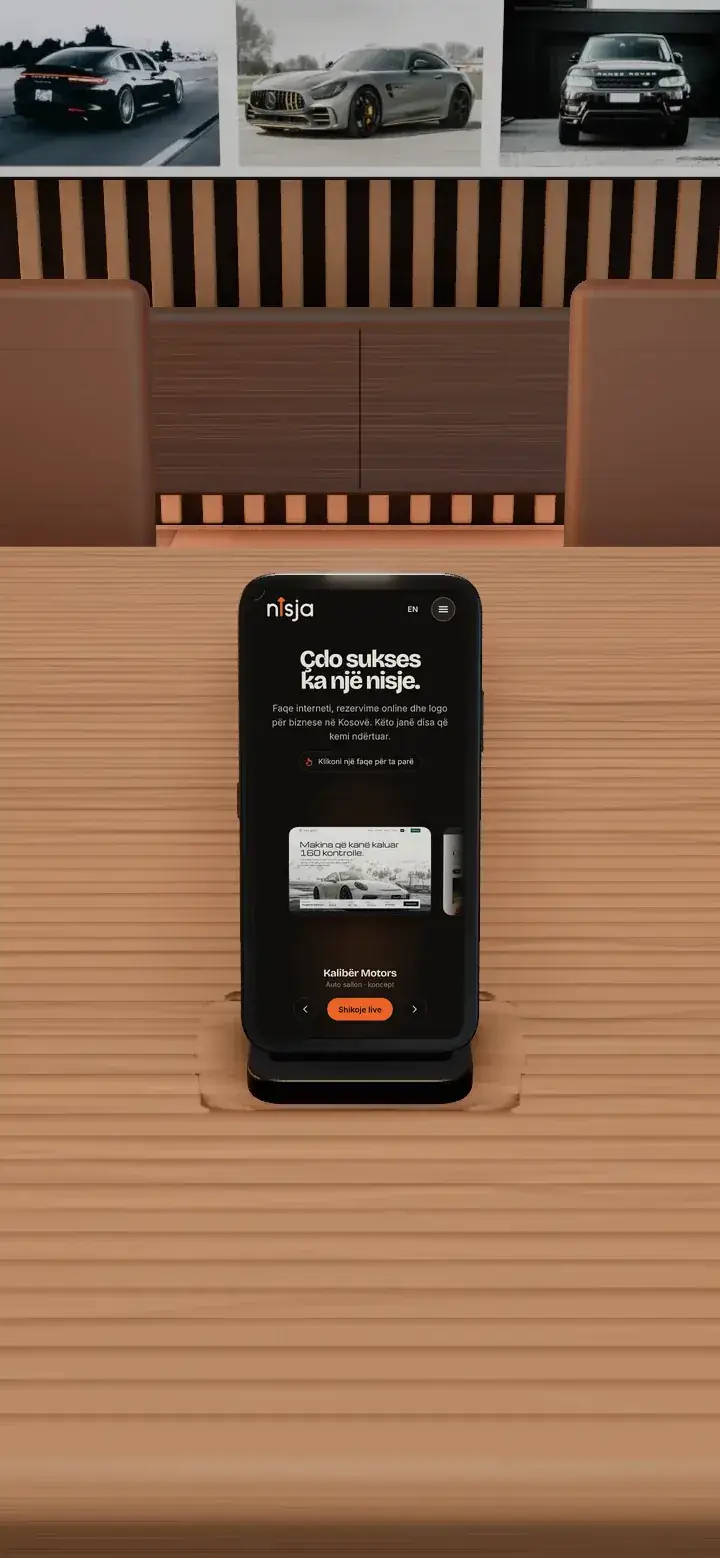 RANGE ROVER
nisja
EN
Çdo sukses
ka një nisje.
Faqe interneti, rezervime online dhe logo
për biznese në Kosovë. Këto janë disa që
kemi ndërtuar.
Klikoni një faqe për ta parë
Makina që kanë kaluar
160 kontrolle.
Kalibër Motors
Auto sallon · koncept
Shikoje live